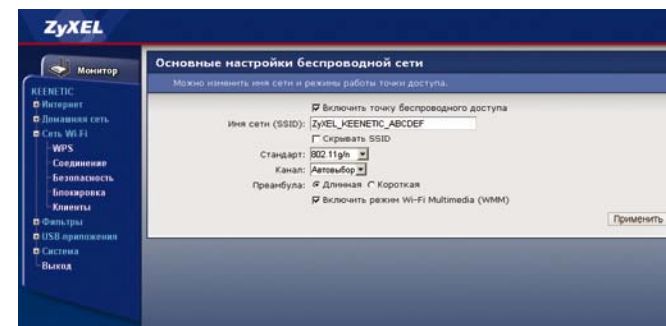 ZyXEL
Монитор
KEENETIC
Интернет
Домашняя сеть
Сеть Wi-Fi
WPS
Соединение
Безопасность
Блокировка
Клиенты
Фильтры
USB приложения
Система
Выход
Основные настройки беспроводной сети
Можно изменить имя сети и режимы работы точки доступа.
Включить точку беспроводного доступа
Имя сети (SSID): ZyXEL_KEENETIC_ABCDEF
Скрывать SSID
Стандарт: 802.11g/n
Канал: Автовыбор
Преамбула: Длинная Короткая
Включить режим Wi-Fi Multimedia (WMM)
Применить